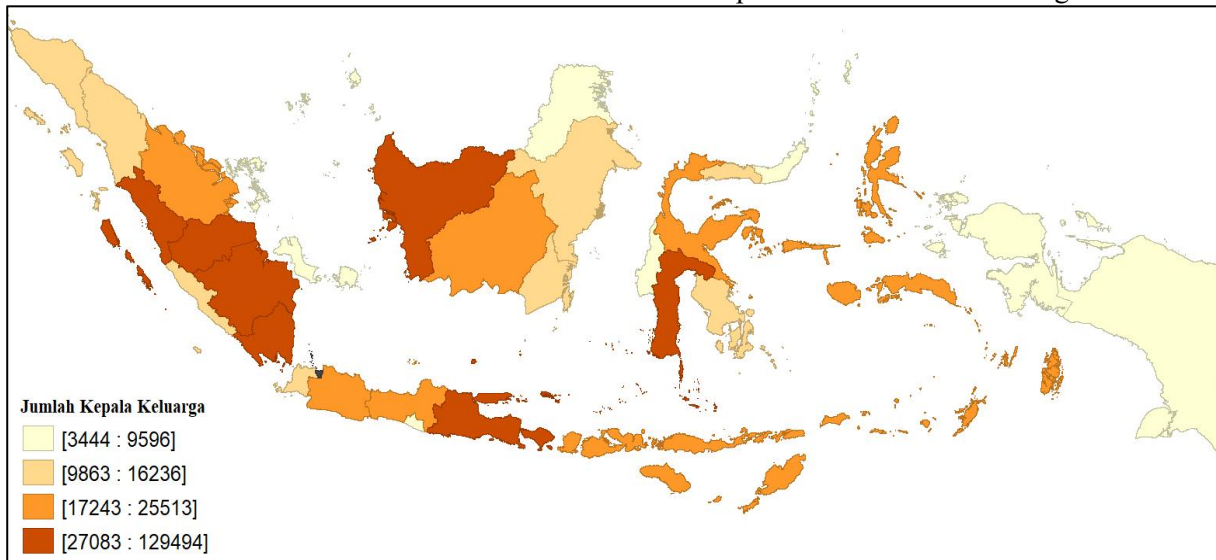 Jumlah Kepala Keluarga
[3444 : 9596]
[9863 : 16236]
[17243 : 25513]
[27083 : 129494]